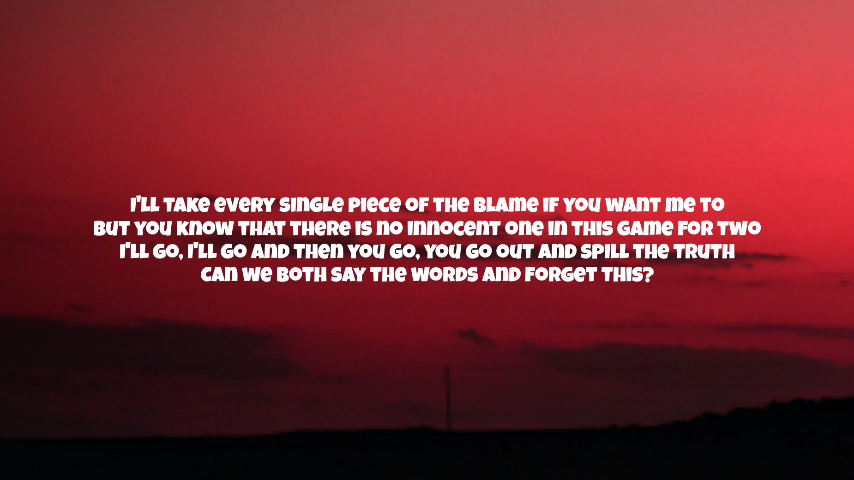 I'll take every single piece of the blame if you want me to
But you know that there is no innocent one in this game for two
I'll go, I'll go and then you go, you go out and spill the truth
Can we both say the words and forget this?